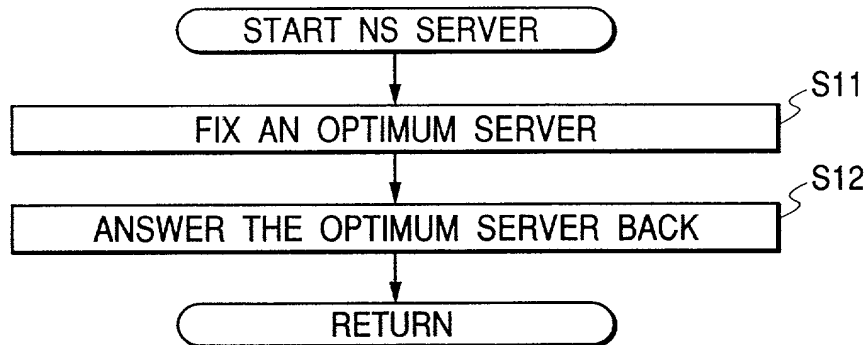 START NS SERVER
S11
FIX AN OPTIMUM SERVER
S12
ANSWER THE OPTIMUM SERVER BACK
RETURN